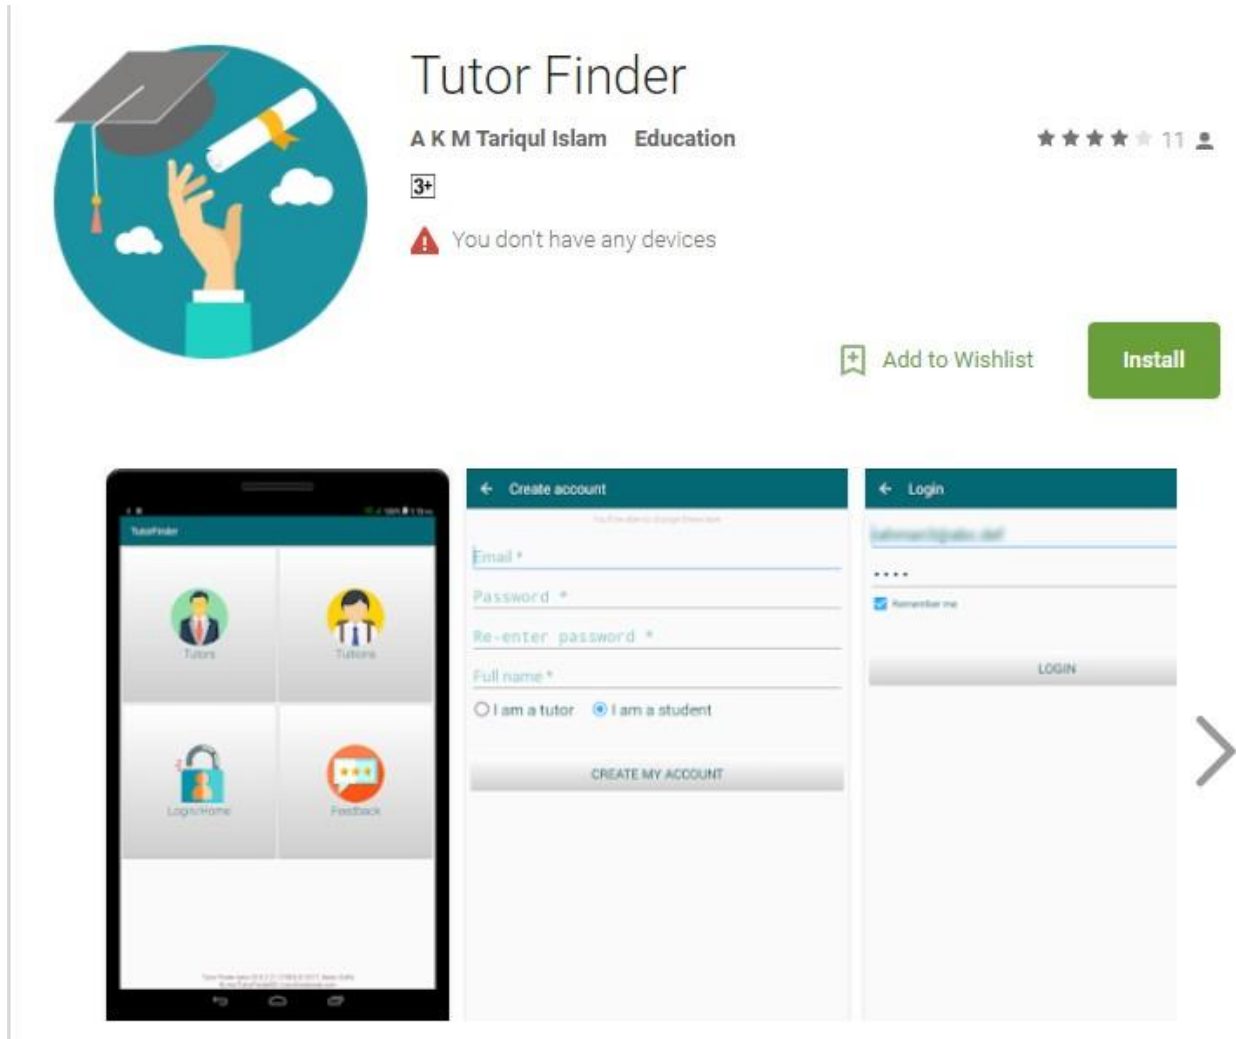 Tutor Finder
A K M Tariqul Islam Education
11
3+
You don't have any devices
Add to Wishlist
Install
TutorFinder
Tutors
Tuitions
Login/Home
Feedback
Create account
Email *
Password *
Re-enter password *
Full name *
I am a tutor I am a student
CREATE MY ACCOUNT
Login
••••
Remember me
LOGIN